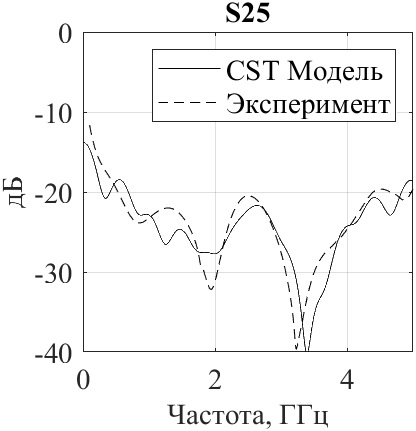 S25
0
-10
-20
-30
-40
дБ
CST Модель
Эксперимент
0 2 4
Частота, ГГц